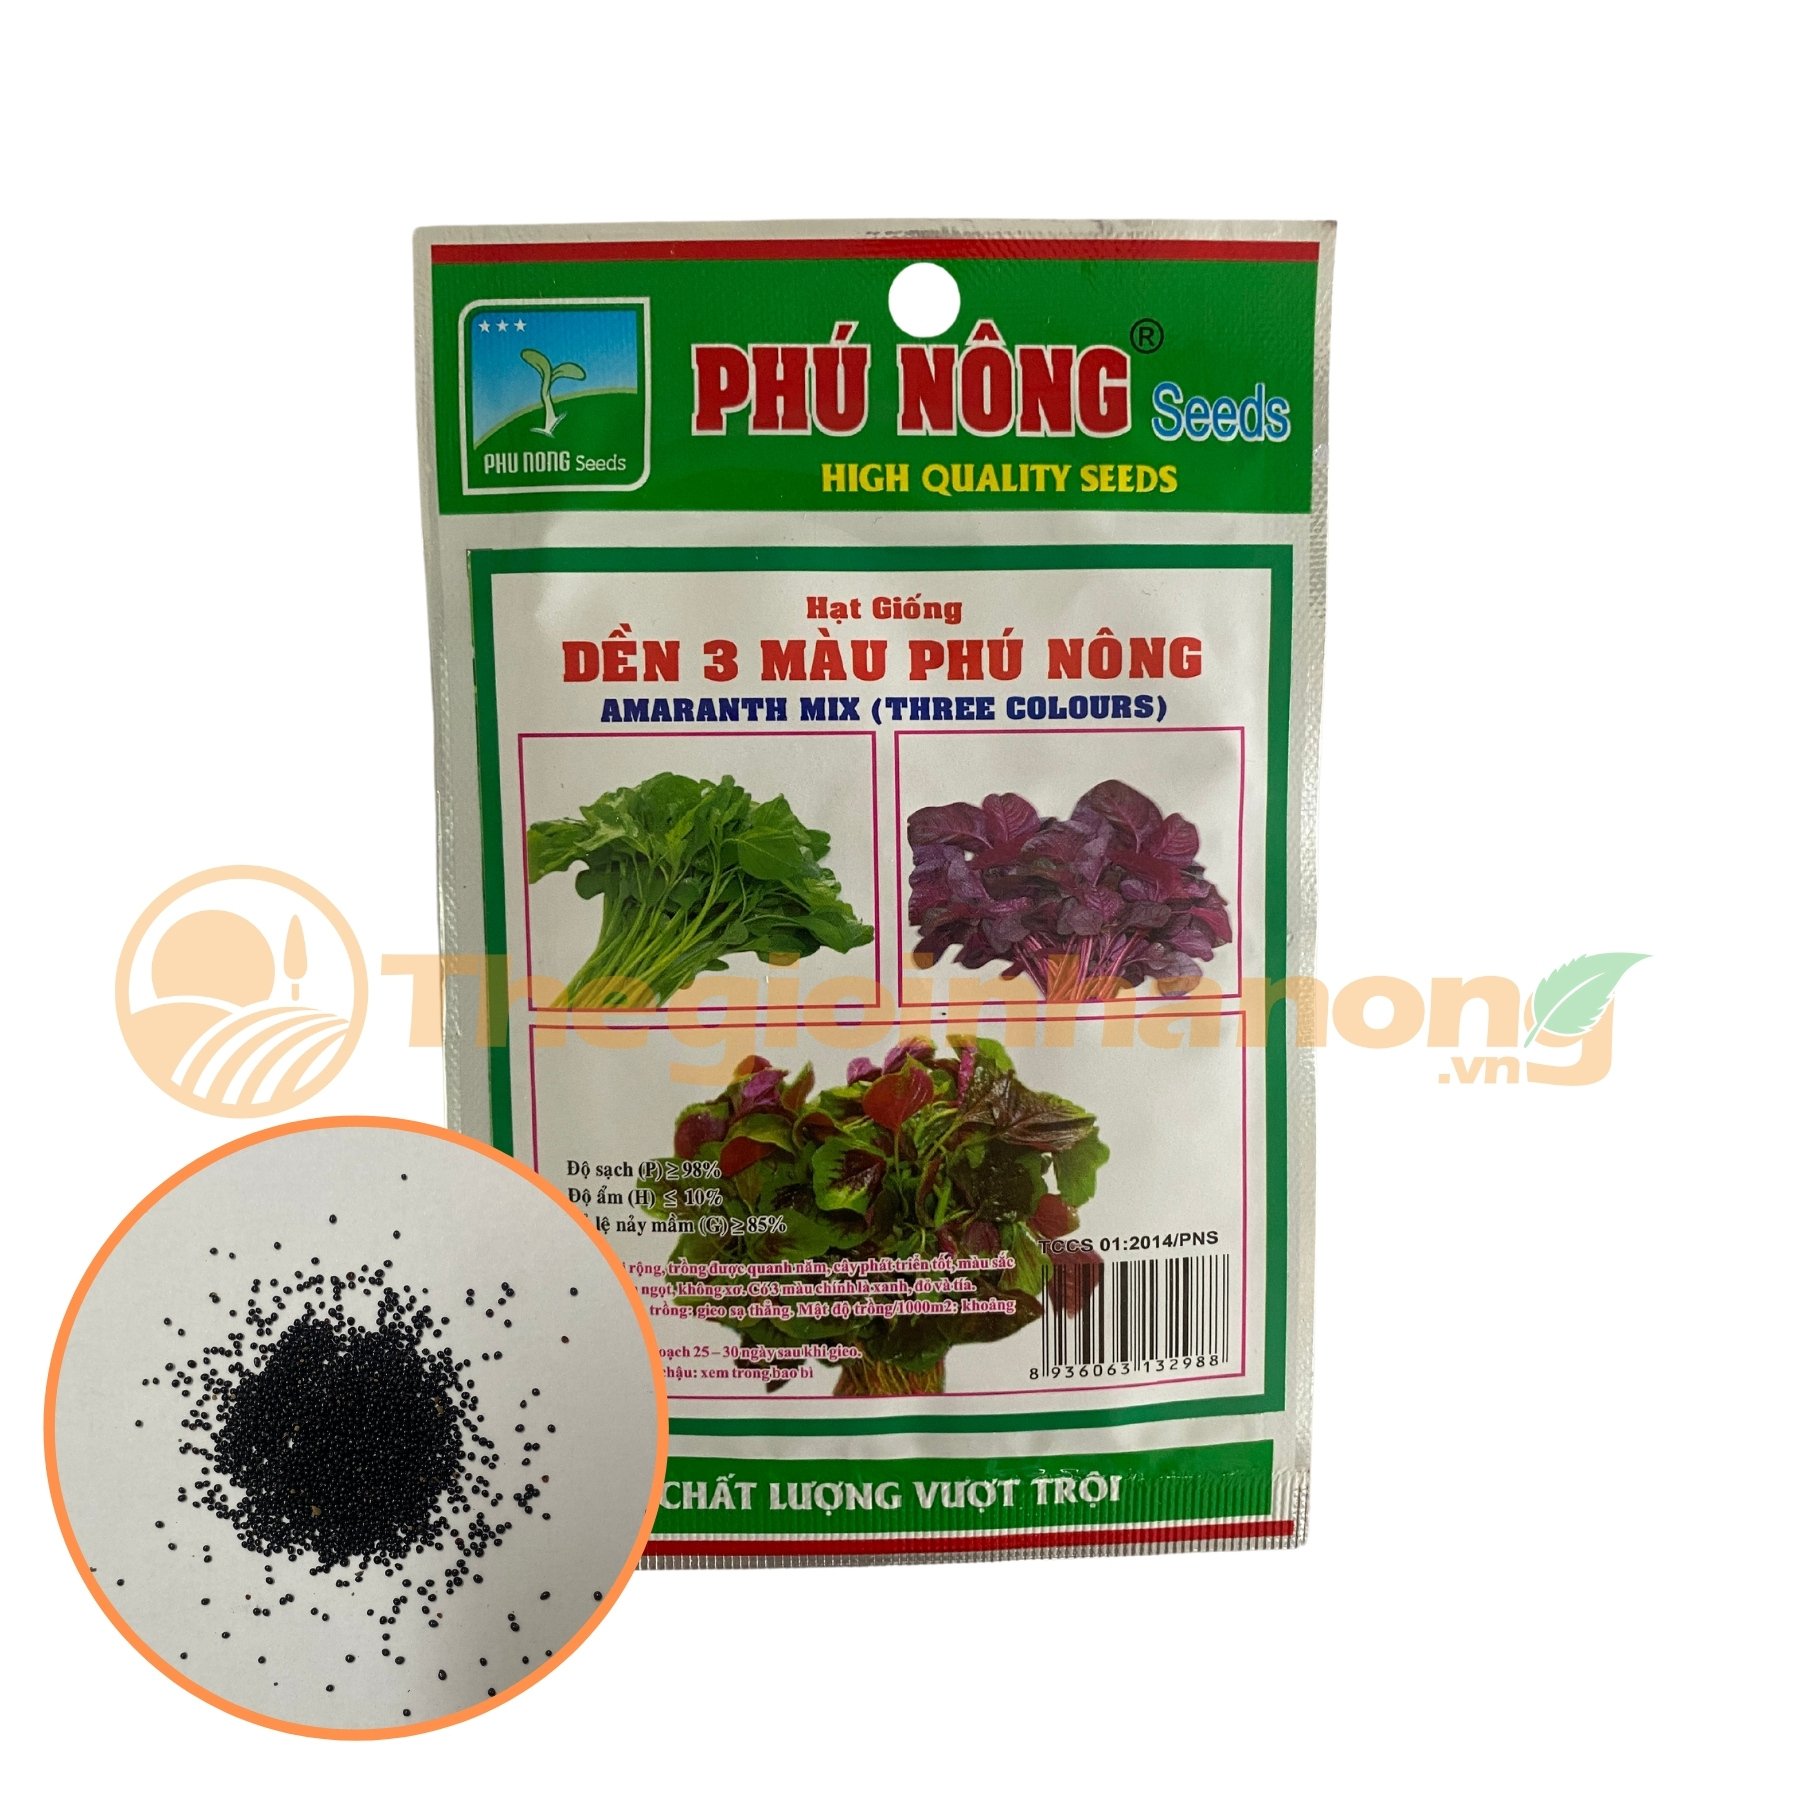 PHÚ NÔNG® Seeds
HIGH QUALITY SEEDS
PHU NONG Seeds
Hạt Giống
DỀN 3 MÀU PHÚ NÔNG
AMARANTH MIX (THREE COLOURS)
Thegioinhanong
.vn
Độ sạch (P) ≥ 98%
Độ ẩm (H) ≤ 10%
lệ nảy mầm (G) ≥ 85%
TCCS 01:2014/PNS
rộng, trồng được quanh năm, cây phát triển tốt, màu sắc
ngọt, không xơ. Có 3 màu chính là xanh, đỏ và tía.
trồng: gieo sạ thẳng. Mật độ trồng/1000m2: khoảng
oạch 25 – 30 ngày sau khi gieo.
chậu: xem trong bao bì
8 936063 132988
CHẤT LƯỢNG VƯỢT TRỘI